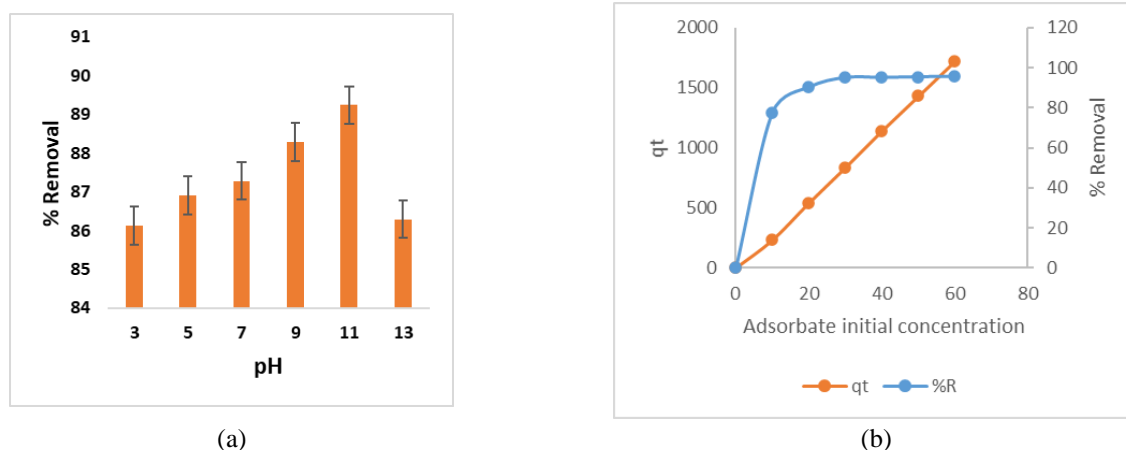 91
90
89
88
87
86
85
84
% Removal
3 5 7 9 11 13
pH
(a)
2000
1500
1000
500
0
qt
120
100
80
60
40
20
0
% Removal
0 20 40 60 80
Adsorbate initial concentration
qt %R
(b)